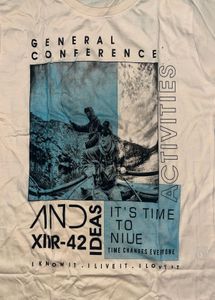 GENERAL
CONFERENCE
ACTIVITIES
AND
IDEAS
XHR-42
IT'S TIME
TO
NIUE
TIME CHANGES EVERYONE
I KNOW IT . I LIVE IT . I LOVE IT